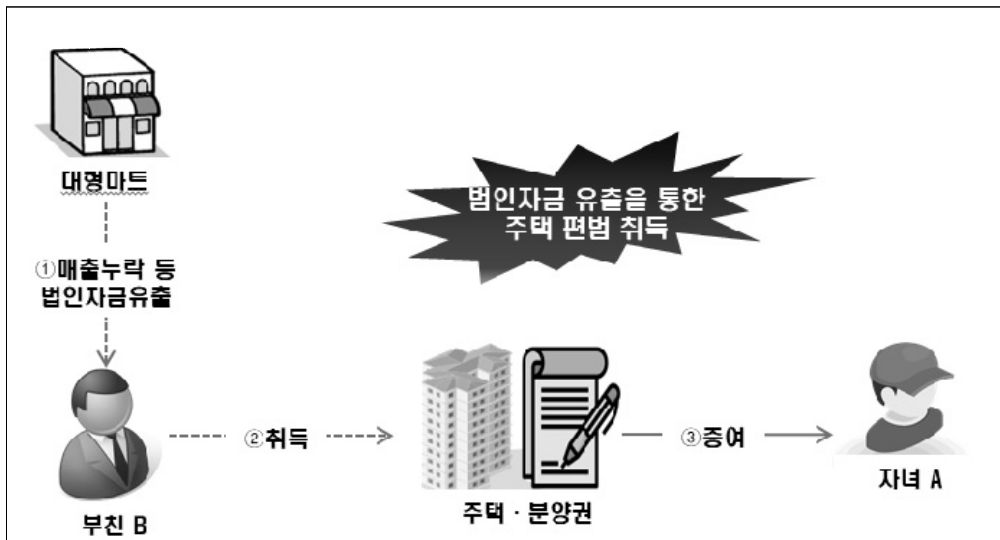 대형마트
범인자금 유출을 통한
주택 편법 취득
①매출누락 등
법인자금유출
②취득
③증여
부친 B
주택 · 분양권
자녀 A